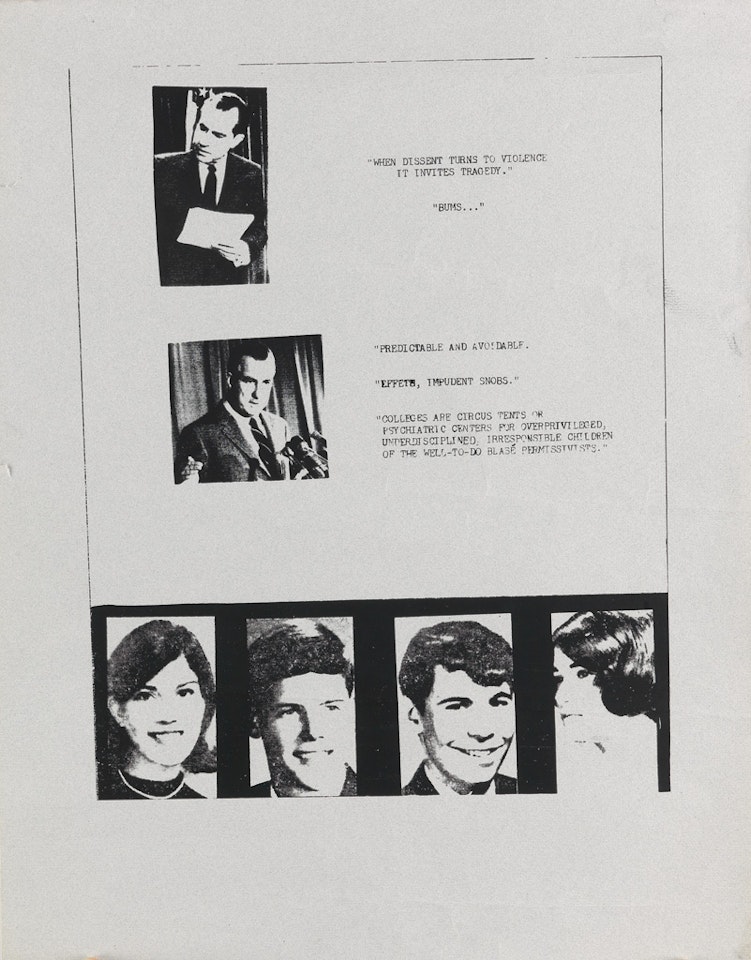 "WHEN DISSENT TURNS TO VIOLENCE
IT INVITES TRAGEDY."
"BUMS..."
"PREDICTABLE AND AVOIDABLE.
"EFFETE, IMPUDENT SNOBS."
"COLLEGES ARE CIRCUS TENTS OR
PSYCHIATRIC CENTERS FOR OVERPRIVILEGED,
UNDERDISCIPLINED, IRRESPONSIBLE CHILDREN
OF THE WELL-TO-DO BLASÉ PERMISSIVISTS."